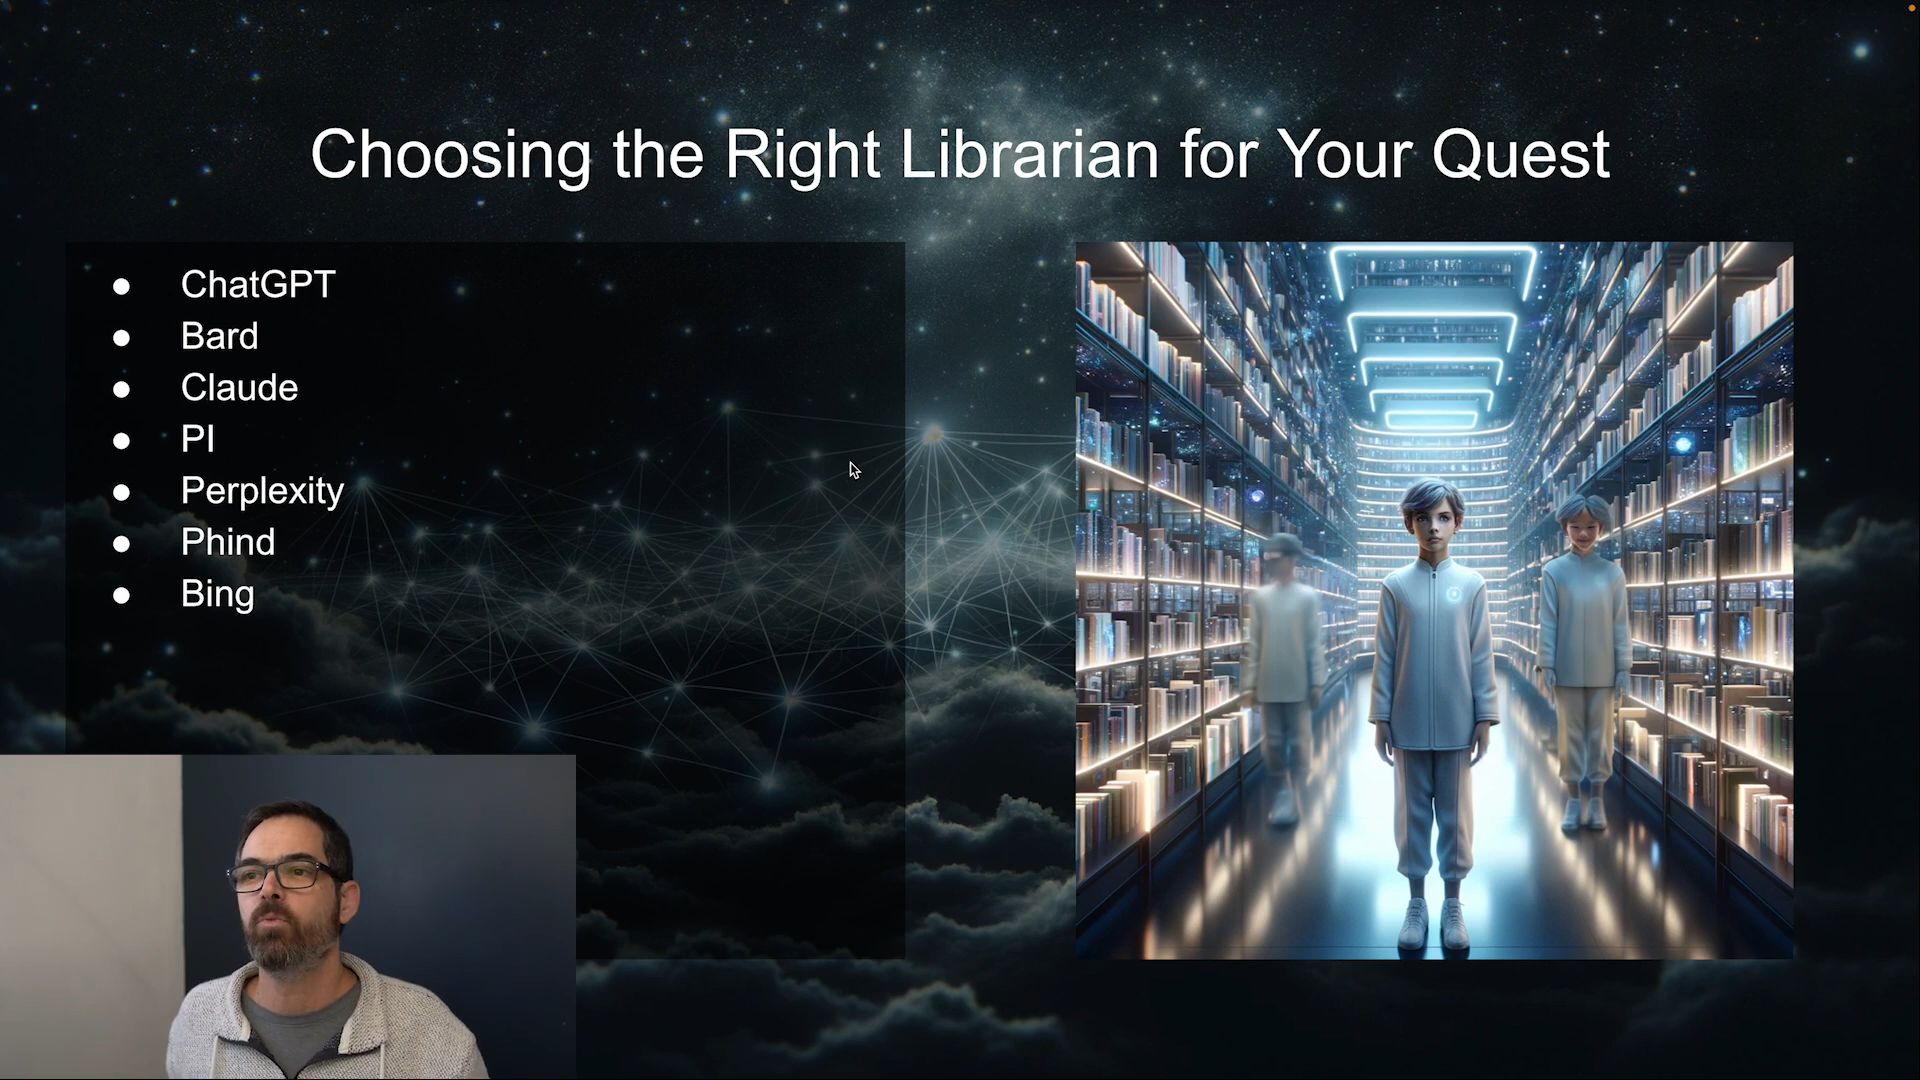 Choosing the Right Librarian for Your Quest
ChatGPT
Bard
Claude
PI
Perplexity
Phind
Bing